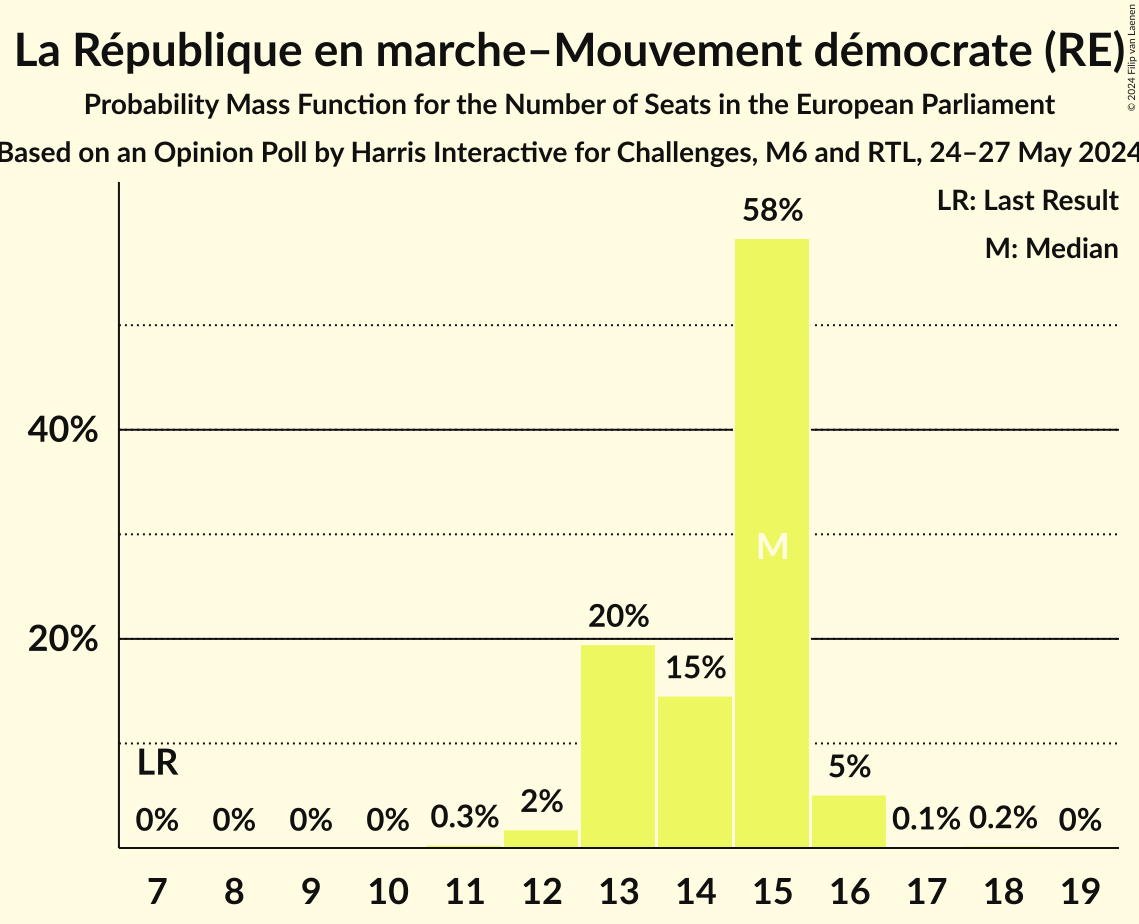 La République en marche–Mouvement démocrate (RE)
Probability Mass Function for the Number of Seats in the European Parliament
Based on an Opinion Poll by Harris Interactive for Challenges, M6 and RTL, 24–27 May 2024
© 2024 Filip van Laenen
LR: Last Result
M: Median
58%
40%
M
20%
20%
15%
LR
5%
0% 0% 0% 0% 0.3% 2% 0.1% 0.2% 0%
7 8 9 10 11 12 13 14 15 16 17 18 19